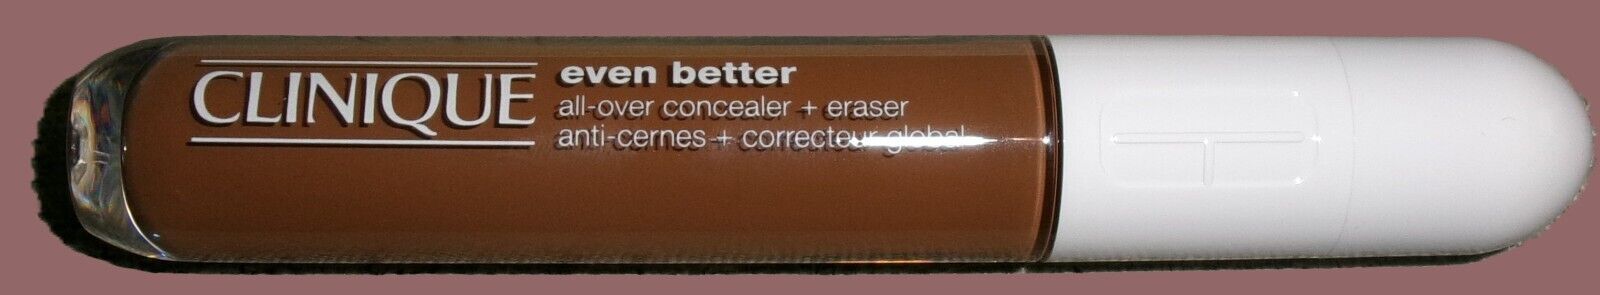 CLINIQUE
even better
all-over concealer + eraser
anti-cernes + correcteur global